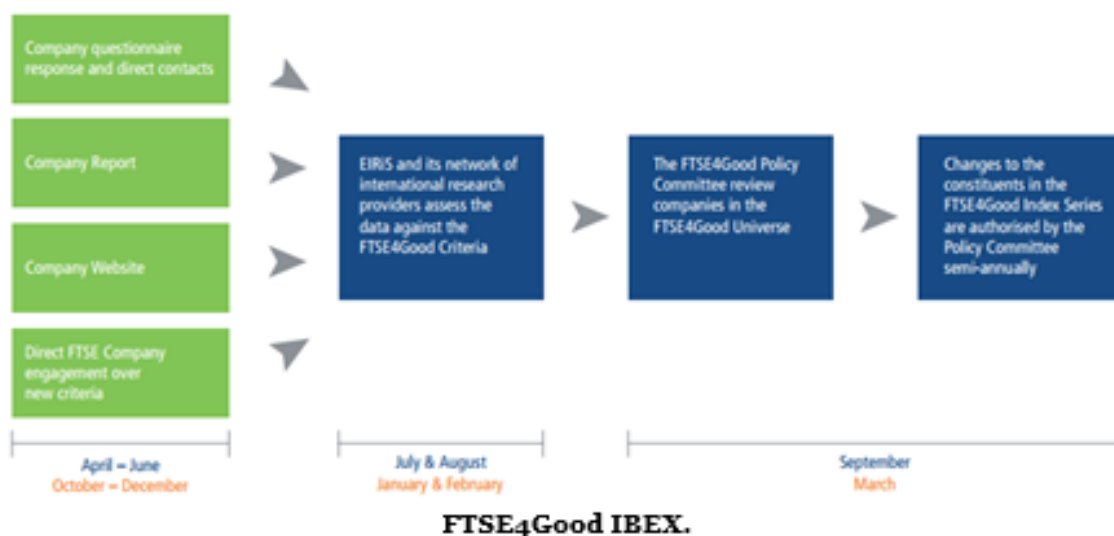 Company questionnaire
response and direct contacts
Company Report
Company Website
Direct FTSE Company
engagement over
new criteria
EIRiS and its network of
international research
providers assess the
data against the
FTSE4Good Criteria
The FTSE4Good Policy
Committee review
companies in the
FTSE4Good Universe
Changes to the
constituents in the
FTSE4Good Index Series
are authorised by the
Policy Committee
semi-annually
April – June
October – December
July & August
January & February
September
March
FTSE4Good IBEX.